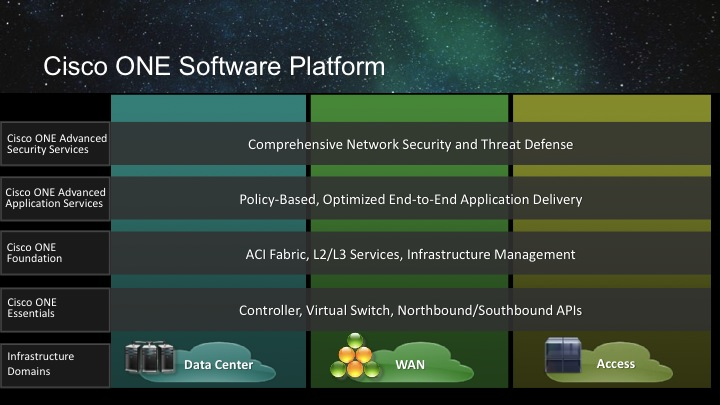 Cisco ONE Software Platform
Cisco ONE Advanced
Security Services
Comprehensive Network Security and Threat Defense
Cisco ONE Advanced
Application Services
Policy-Based, Optimized End-to-End Application Delivery
Cisco ONE
Foundation
ACI Fabric, L2/L3 Services, Infrastructure Management
Cisco ONE
Essentials
Controller, Virtual Switch, Northbound/Southbound APIs
Infrastructure
Domains
Data Center
WAN
Access